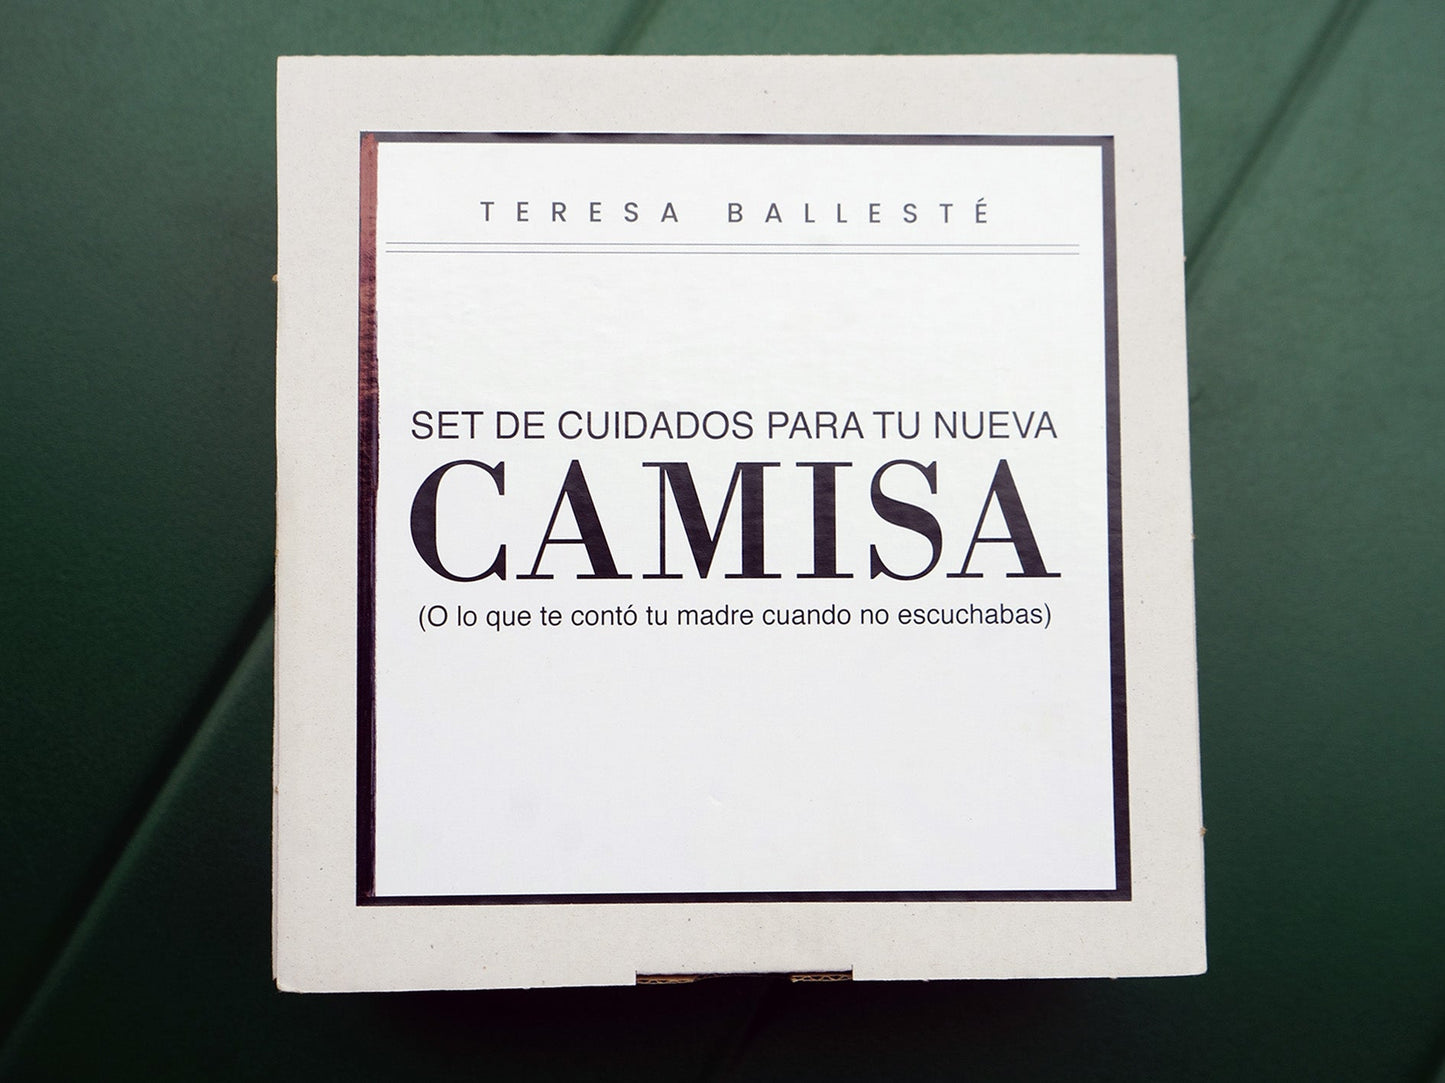 TERESA BALLESTÉ
SET DE CUIDADOS PARA TU NUEVA
CAMISA
(O lo que te contó tu madre cuando no escuchabas)